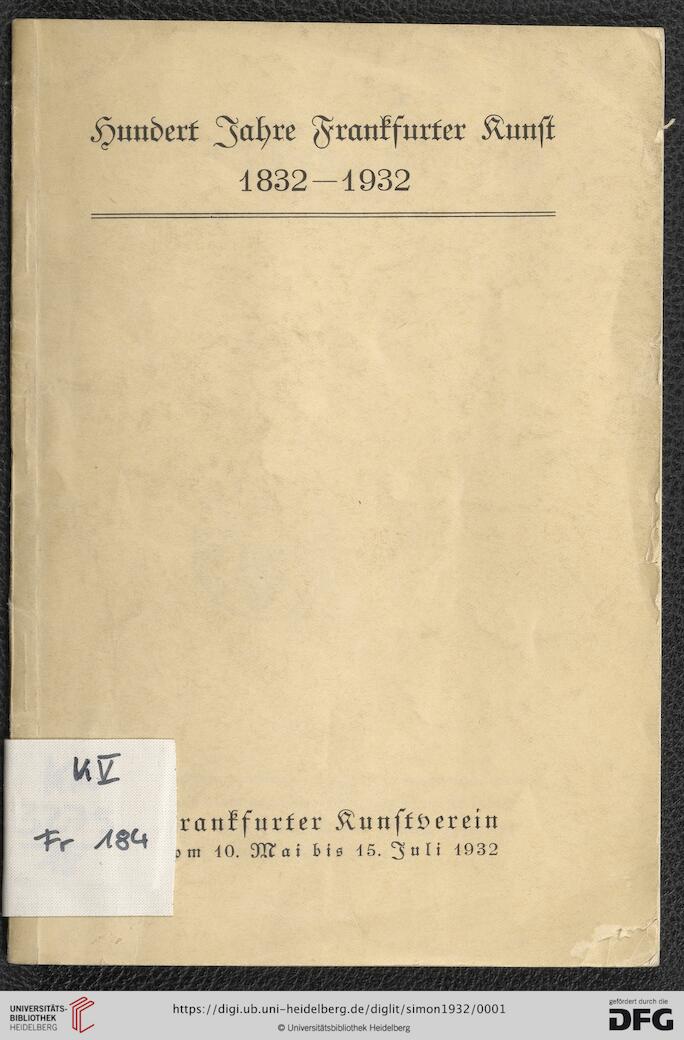 Hundert Jahre Frankfurter Kunst
1832—1932
rankfurter Kunstverein
om 10. Mai bis 15. Juli 1932
K V
Fr 184
UNIVERSITÄTS-
BIBLIOTHEK
HEIDELBERG
https://digi.ub.uni-heidelberg.de/diglit/simon1932/0001
© Universitätsbibliothek Heidelberg
gefördert durch die
DFG